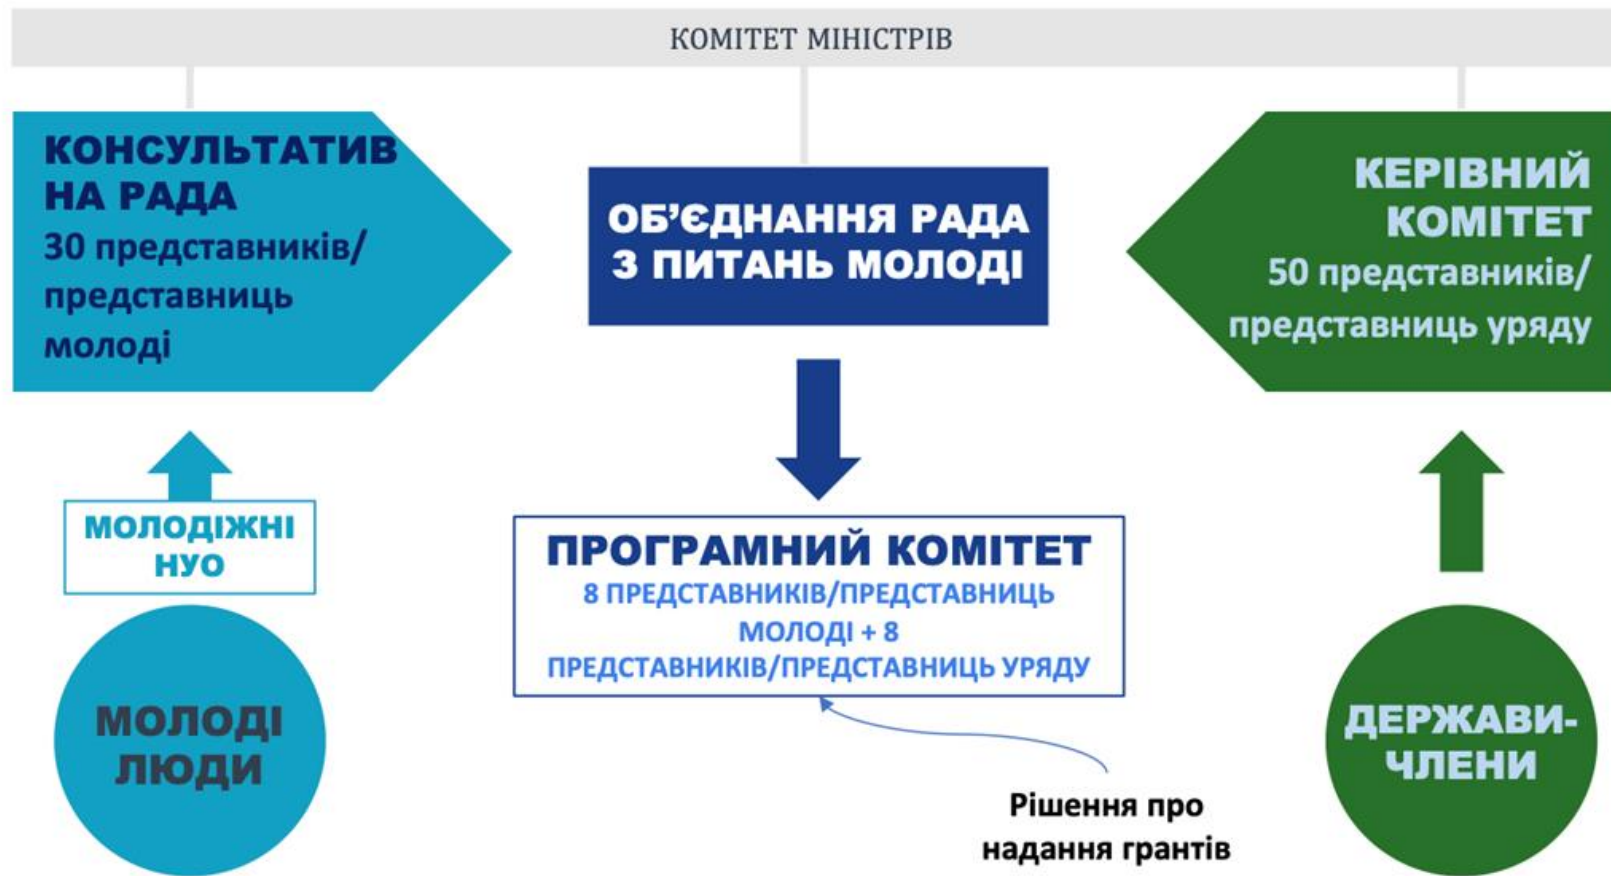 КОМІТЕТ МІНІСТРІВ
КОНСУЛЬТАТИВ
НА РАДА
30 представників/
представниць
молоді
ОБ’ЄДНАННЯ РАДА
З ПИТАНЬ МОЛОДІ
КЕРІВНИЙ
КОМІТЕТ
50 представників/
представниць уряду
МОЛОДІЖНІ
НУО
ПРОГРАМНИЙ КОМІТЕТ
8 ПРЕДСТАВНИКІВ/ПРЕДСТАВНИЦЬ
МОЛОДІ + 8
ПРЕДСТАВНИКІВ/ПРЕДСТАВНИЦЬ УРЯДУ
МОЛОДІ
ЛЮДИ
ДЕРЖАВИ-
ЧЛЕНИ
Рішення про
надання грантів